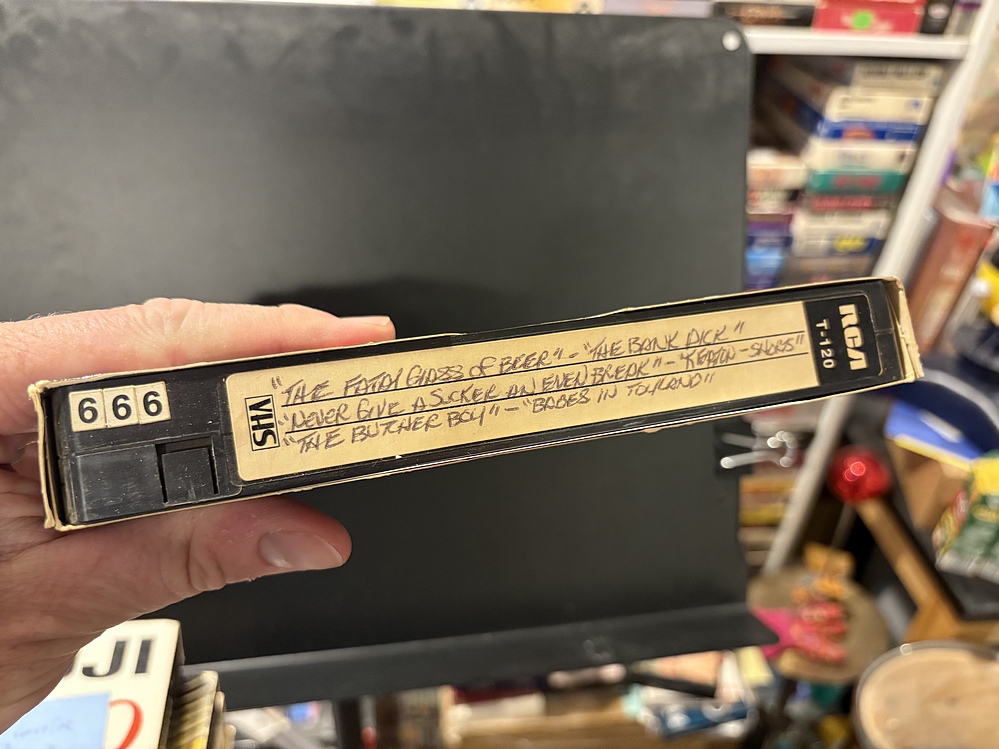 666
VHS
"THE FATAL GLASS OF BEER" - "THE BANK DICK"
"NEVER GIVE A SUCKER AN EVEN BREAK" - "KEATON - SHORTS"
"THE BUTCHER BOY" - "BABES IN TOYLAND"
RCA
T-120
JI